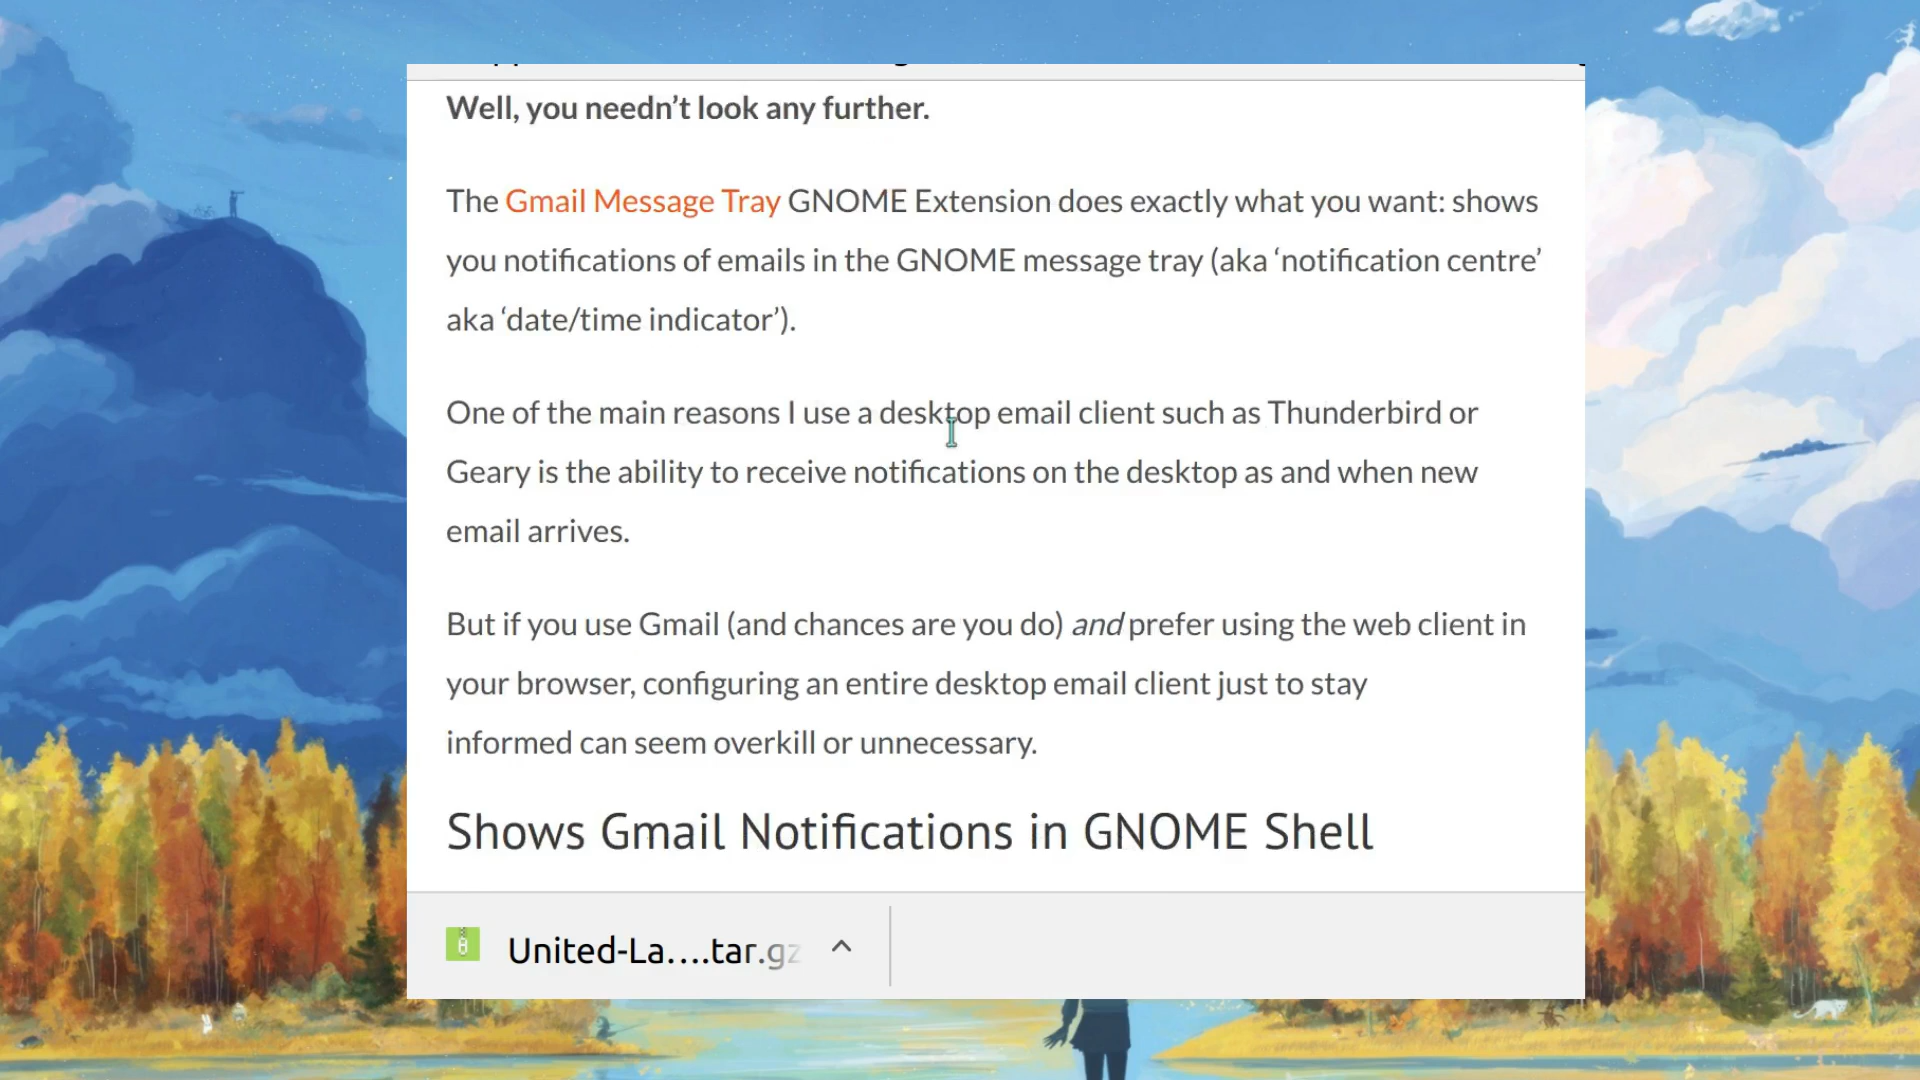 Well, you needn’t look any further.
The Gmail Message Tray GNOME Extension does exactly what you want: shows
you notifications of emails in the GNOME message tray (aka ‘notification centre’
aka ‘date/time indicator’).
One of the main reasons I use a desktop email client such as Thunderbird or
Geary is the ability to receive notifications on the desktop as and when new
email arrives.
But if you use Gmail (and chances are you do) and prefer using the web client in
your browser, configuring an entire desktop email client just to stay
informed can seem overkill or unnecessary.
Shows Gmail Notifications in GNOME Shell
United-La....tar.gz